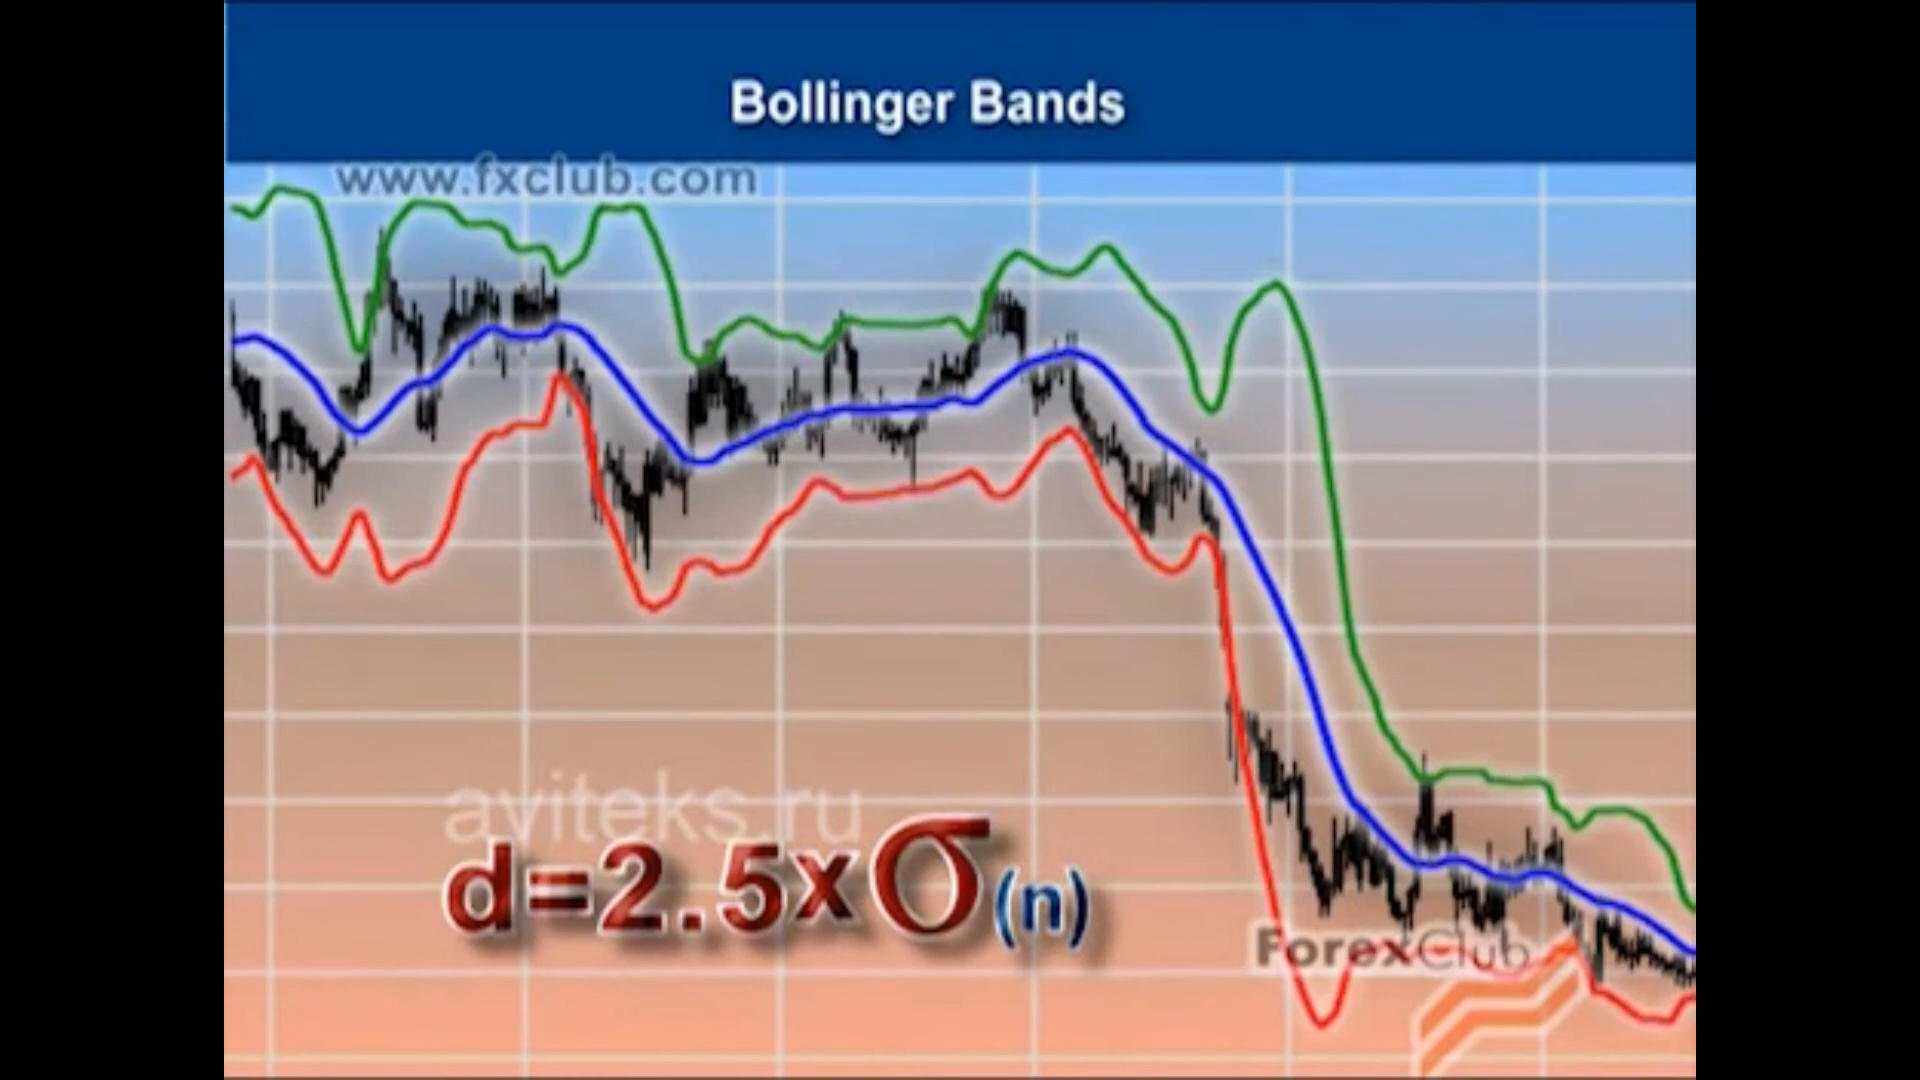 Bollinger Bands
www.fxclub.com
aviteks.ru
d=2.5xσ(n)
ForexClub